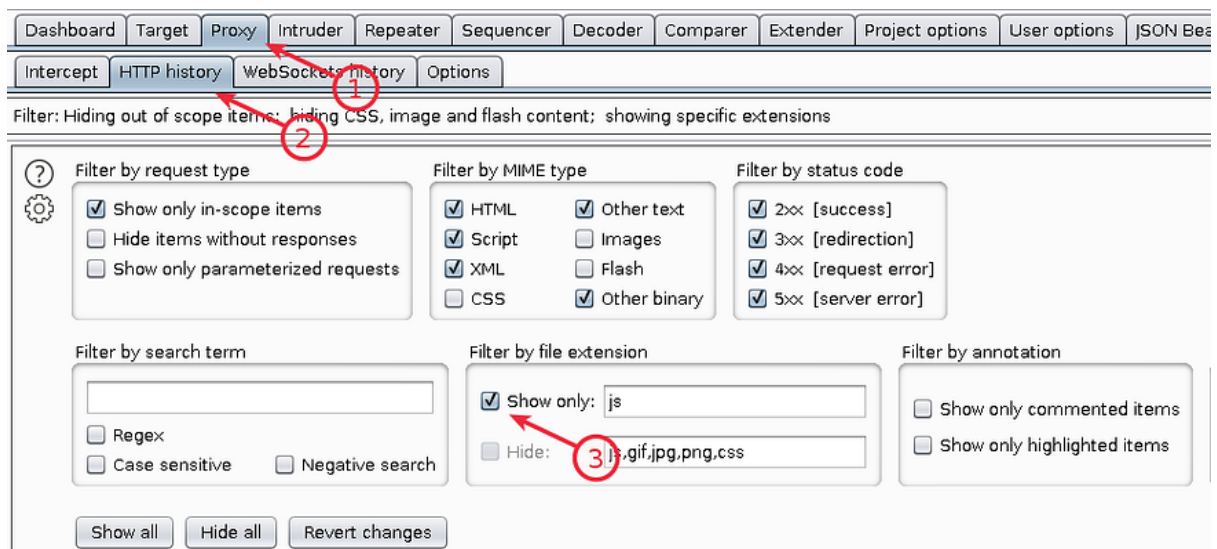 Dashboard Target Proxy Intruder Repeater Sequencer Decoder Comparer Extender Project options User options JSON Bea
Intercept HTTP history WebSockets history Options
1
Filter: Hiding out of scope items; hiding CSS, image and flash content; showing specific extensions
2
? Filter by request type Filter by MIME type Filter by status code
Show only in-scope items HTML Other text 2xx [success]
Hide items without responses Script Images 3xx [redirection]
Show only parameterized requests XML Flash 4xx [request error]
CSS Other binary 5xx [server error]
Filter by search term Filter by file extension Filter by annotation
Show only: js Show only commented items
Regex Hide: js,gif,jpg,png,css Show only highlighted items
3
Case sensitive Negative search
Show all Hide all Revert changes